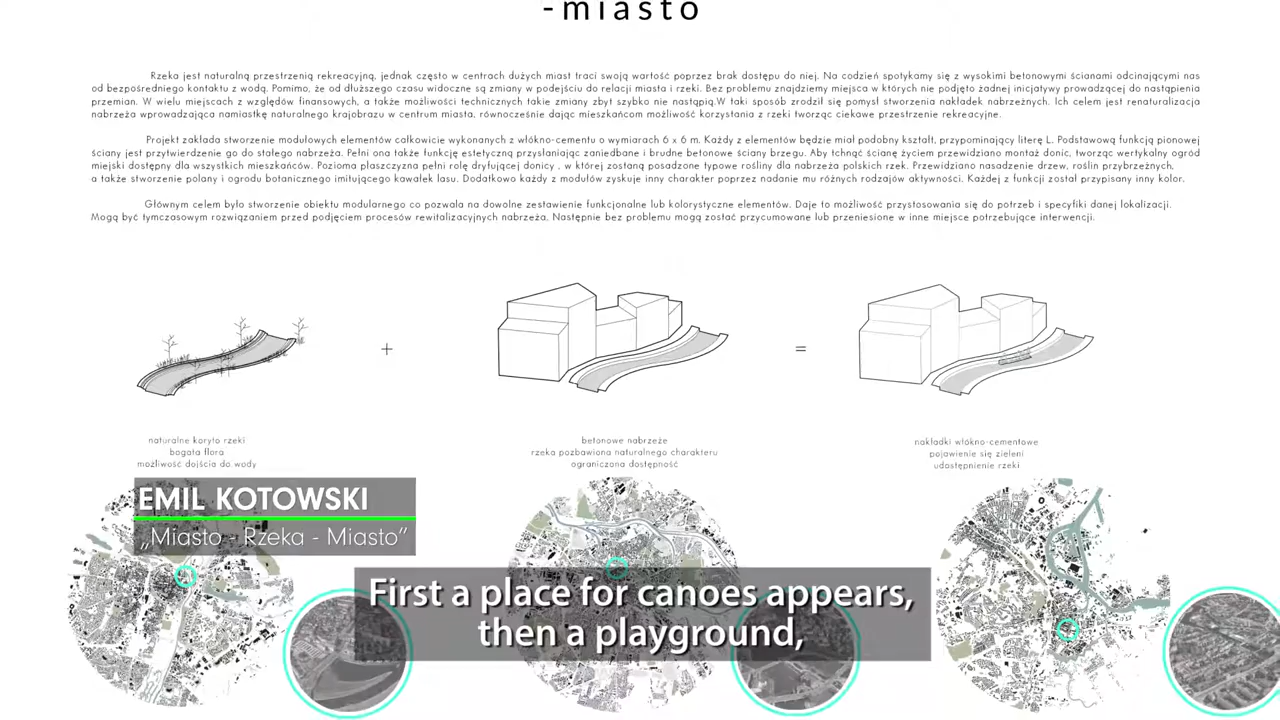 -miasto
Rzeka jest naturalną przestrzenią rekreacyjną, jednak często w centrach dużych miast traci swoją wartość poprzez brak dostępu do niej. Na codzień spotykamy się z wysokimi betonowymi ścianami odcinającymi nas
od bezpośredniego kontaktu z wodą. Pomimo, że od dłuższego czasu widoczne są zmiany w podejściu do relacji miasta i rzeki. Bez problemu znajdziemy miejsca w których nie podjęto żadnej inicjatywy prowadzącej do nastąpienia
przemian. W wielu miejscach z względów finansowych, a także możliwości technicznych takie zmiany zbyt szybko nie nastąpią.W taki sposób zrodził się pomysł stworzenia nakładek nabrzeżnych. Ich celem jest renaturalizacja
nabrzeża wprowadzająca namiastkę naturalnego krajobrazu w centrum miasta, równocześnie dając mieszkańcom możliwość korzystania z rzeki tworząc ciekawe przestrzenie rekreacyjne.
Projekt zakłada stworzenie modułowych elementów całkowicie wykonanych z włókno-cementu o wymiarach 6 x 6 m. Każdy z elementów będzie miał podobny kształt, przypominający literę L. Podstawową funkcją pionowej
ściany jest przytwierdzenie go do stałego nabrzeża. Pełni ona także funkcję estetyczną przysłaniając zaniedbane i brudne betonowe ściany brzegu. Aby tchnąć ścianę życiem przewidziano montaż donic, tworząc wertykalny ogród
miejski dostępny dla wszystkich mieszkańców. Pozioma płaszczyzna pełni rolę dryfującej donicy , w której zostaną posadzone typowe rośliny dla nabrzeża polskich rzek. Przewidziano nasadzenie drzew, roślin przybrzeżnych,
a także stworzenie polany i ogrodu botanicznego imitującego kawałek lasu. Dodatkowo każdy z modułów zyskuje inny charakter poprzez nadanie mu różnych rodzajów aktywności. Każdej z funkcji został przypisany inny kolor.
Głównym celem było stworzenie obiektu modularnego co pozwala na dowolne zestawienie funkcjonalne lub kolorystyczne elementów. Daje to możliwość przystosowania się do potrzeb i specyfiki danej lokalizacji.
Mogą być tymczasowym rozwiązaniem przed podjęciem procesów rewitalizacyjnych nabrzeża. Następnie bez problemu mogą zostać przycumowane lub przeniesione w inne miejsce potrzebujące interwencji.
+
=
naturalne koryto rzeki
bogata flora
możliwość dojścia do wody
betonowe nabrzeże
rzeka pozbawiona naturalnego charakteru
ograniczona dostępność
nakładki włókno-cementowe
pojawienie się zieleni
udostępnienie rzeki
EMIL KOTOWSKI
„Miasto - Rzeka - Miasto”
First a place for canoes appears,
then a playground,